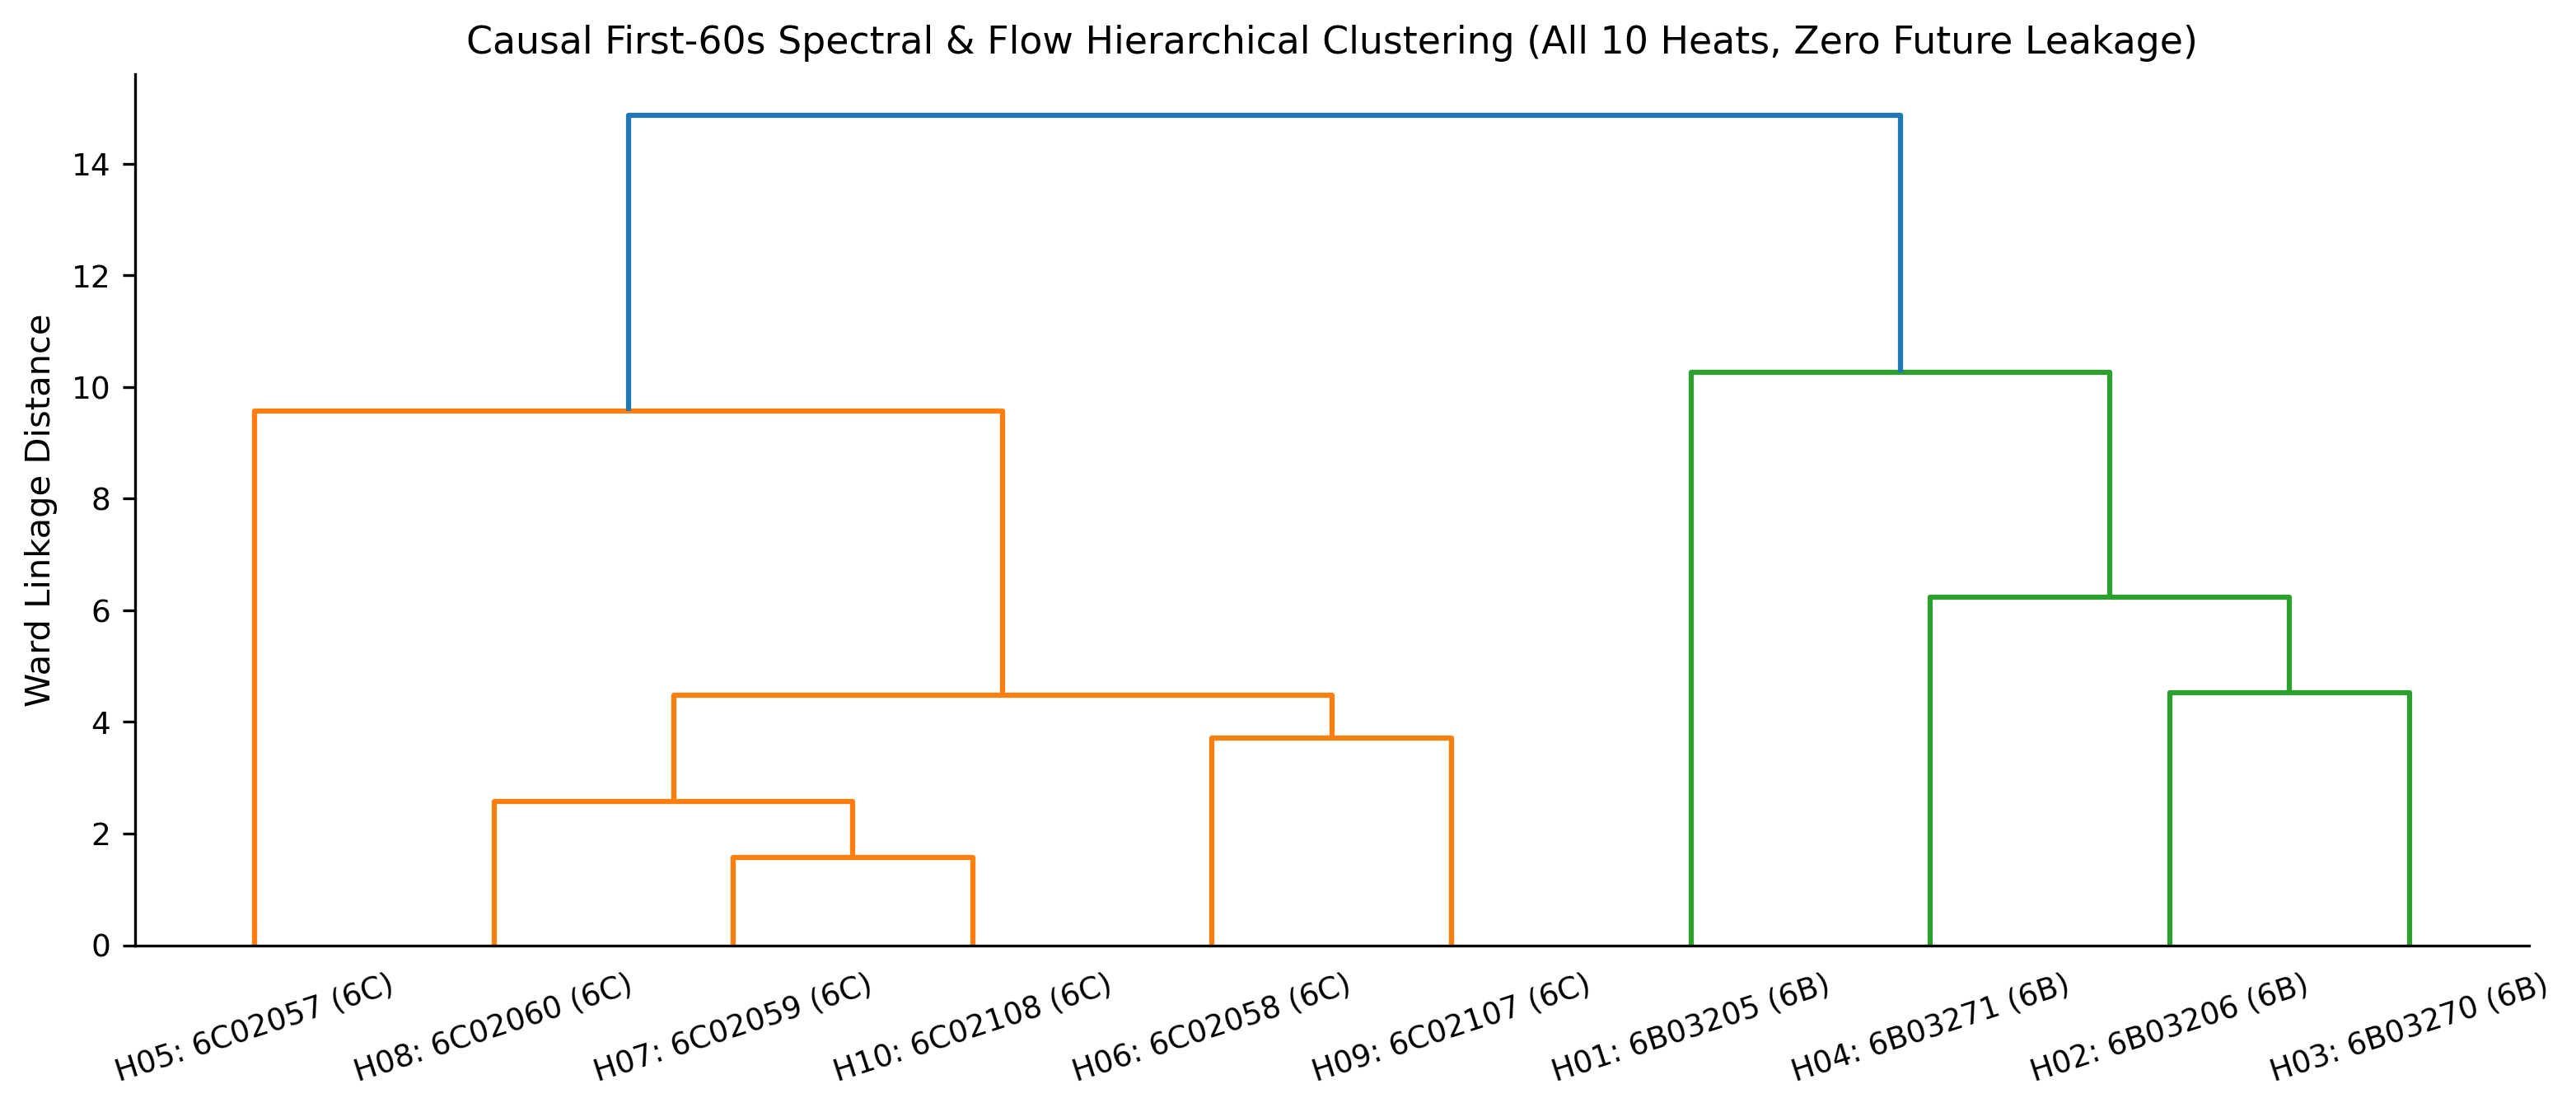 Causal First-60s Spectral & Flow Hierarchical Clustering (All 10 Heats, Zero Future Leakage)
Ward Linkage Distance
14
12
10
8
6
4
2
0
H05: 6C02057 (6C)
H08: 6C02060 (6C)
H07: 6C02059 (6C)
H10: 6C02108 (6C)
H06: 6C02058 (6C)
H09: 6C02107 (6C)
H01: 6B03205 (6B)
H04: 6B03271 (6B)
H02: 6B03206 (6B)
H03: 6B03270 (6B)